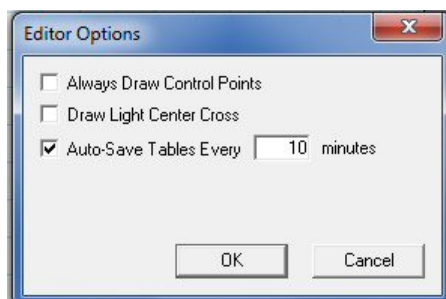 Editor Options
Always Draw Control Points
Draw Light Center Cross
Auto-Save Tables Every 10 minutes
OK Cancel